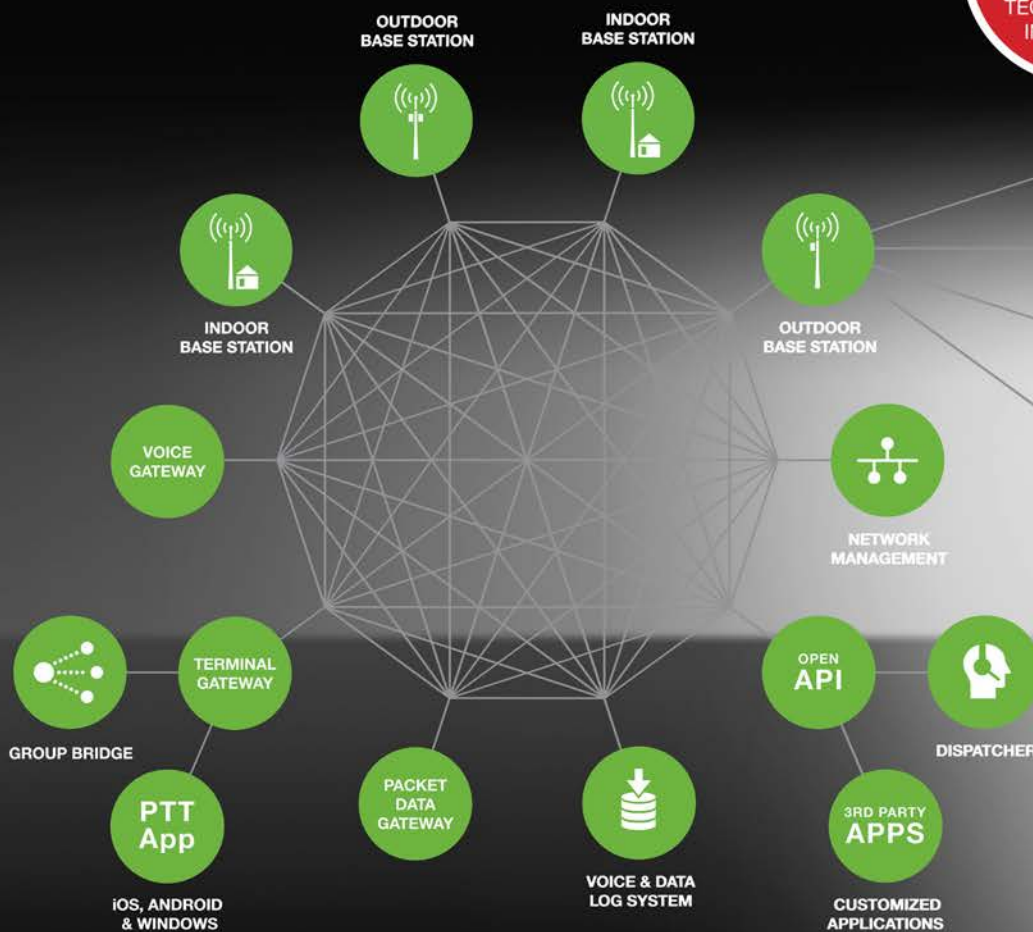 OUTDOOR
BASE STATION
INDOOR
BASE STATION
INDOOR
BASE STATION
OUTDOOR
BASE STATION
VOICE
GATEWAY
NETWORK
MANAGEMENT
TERMINAL
GATEWAY
GROUP BRIDGE
OPEN
API
DISPATCHER
PTT
App
iOS, ANDROID
& WINDOWS
PACKET
DATA
GATEWAY
VOICE & DATA
LOG SYSTEM
3RD PARTY
APPS
CUSTOMIZED
APPLICATIONS